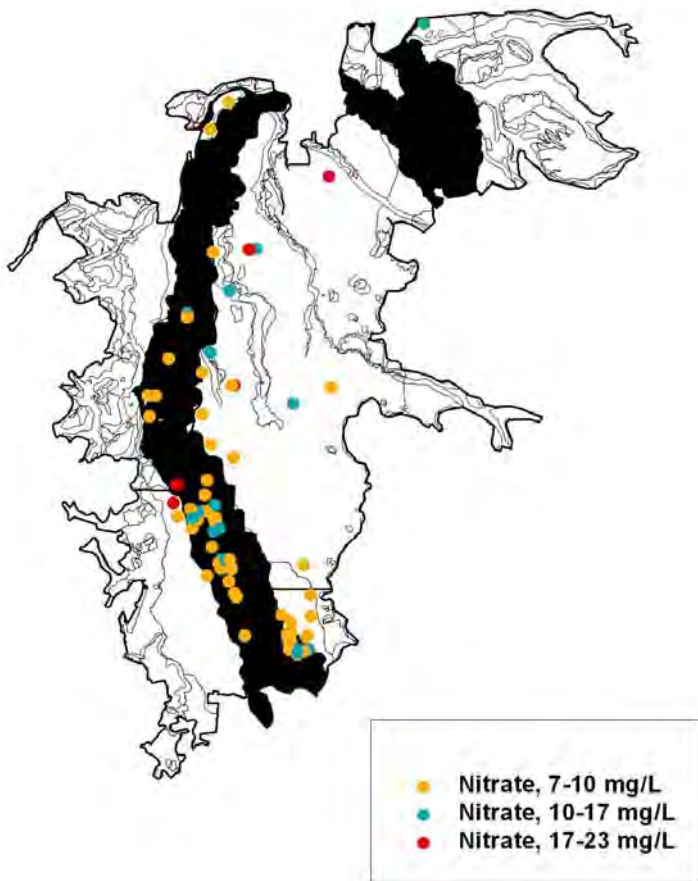 Nitrate, 7-10 mg/L
Nitrate, 10-17 mg/L
Nitrate, 17-23 mg/L